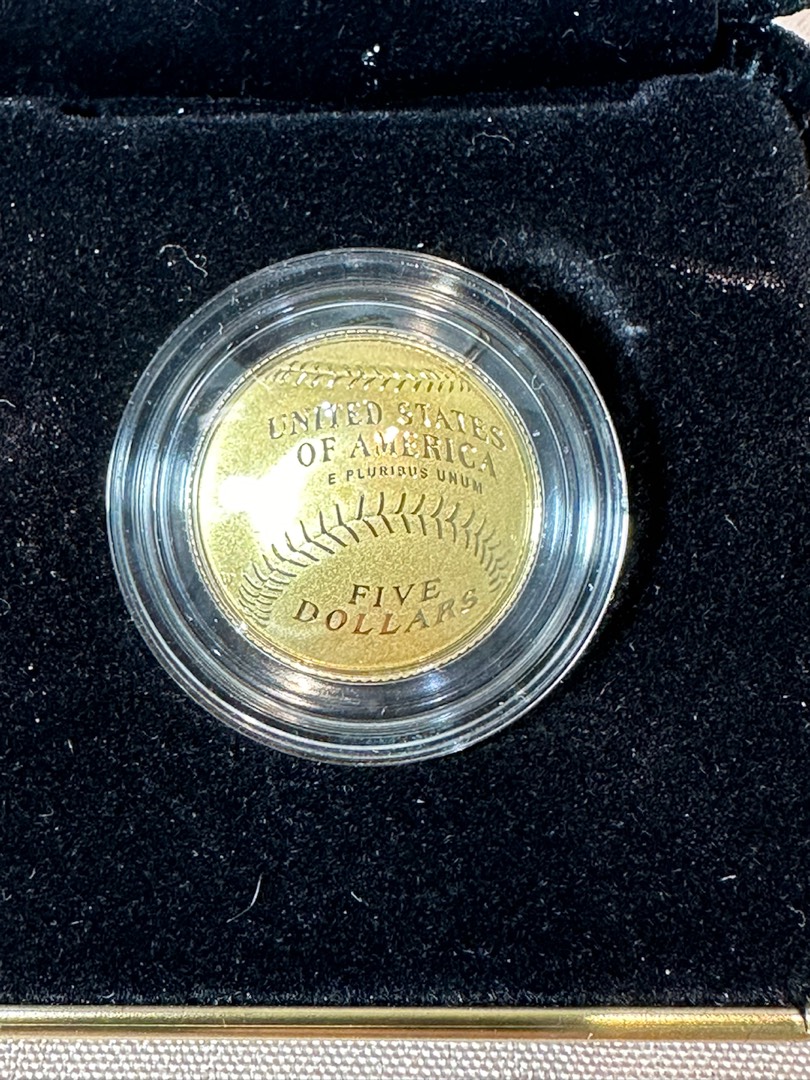 UNITED STATES
OF AMERICA
E PLURIBUS UNUM
FIVE
DOLLARS